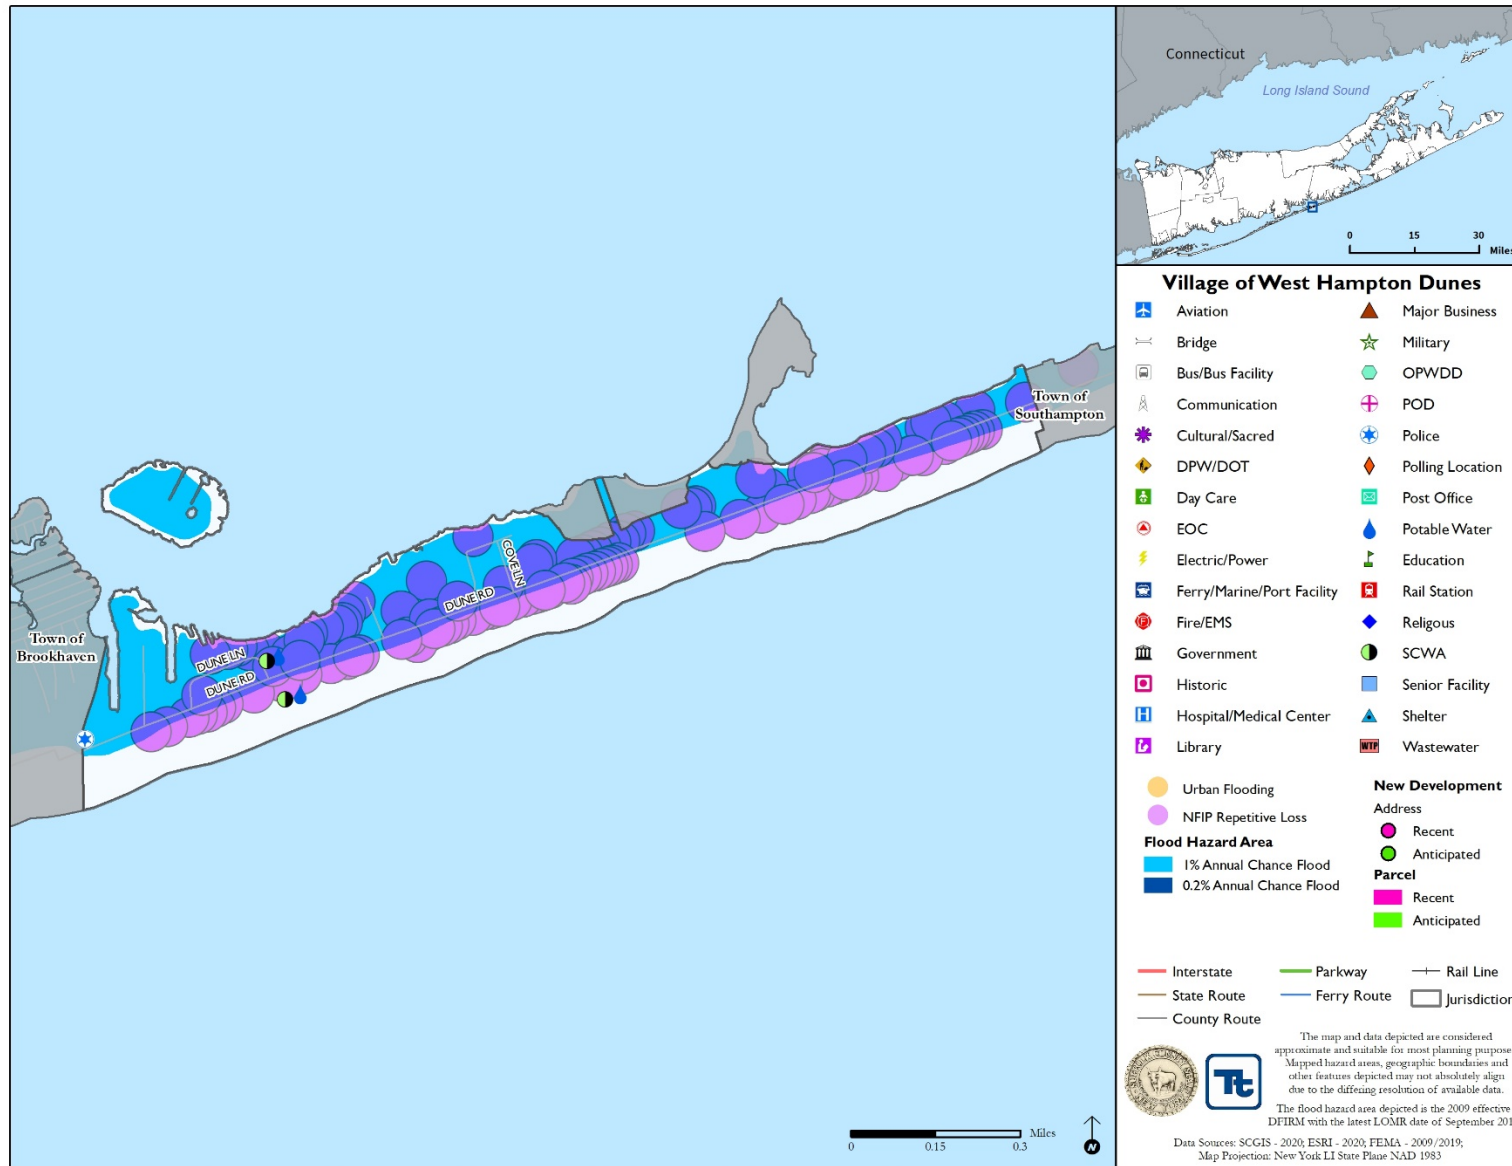 Connecticut
Long Island Sound
0 15 30
Miles
Village of West Hampton Dunes
Aviation
Bridge
Bus/Bus Facility
Communication
Cultural/Sacred
DPW/DOT
Day Care
EOC
Electric/Power
Ferry/Marine/Port Facility
Fire/EMS
Government
Historic
Hospital/Medical Center
Library
Major Business
Military
OPWDD
POD
Police
Polling Location
Post Office
Potable Water
Education
Rail Station
Religous
SCWA
Senior Facility
Shelter
WTP Wastewater
Urban Flooding
NFIP Repetitive Loss
Flood Hazard Area
1% Annual Chance Flood
0.2% Annual Chance Flood
New Development
Address
Recent
Anticipated
Parcel
Recent
Anticipated
Interstate
State Route
County Route
Parkway
Ferry Route
Rail Line
Jurisdiction
Tt
The map and data depicted are considered
approximate and suitable for most planning purpose
Mapped hazard areas, geographic boundaries and
other features depicted may not absolutely align
due to the differing resolution of available data.
The flood hazard area depicted is the 2009 effective
DFIRM with the latest LOMR date of September 201
Data Sources: SCGIS - 2020; ESRI - 2020; FEMA - 2009/2019;
Map Projection: New York LI State Plane NAD 1983
Town of
Southampton
Town of
Brookhaven
COVE LN
DUNE RD
DUNE LN
DUNE RD
0 0.15 0.3
Miles
N